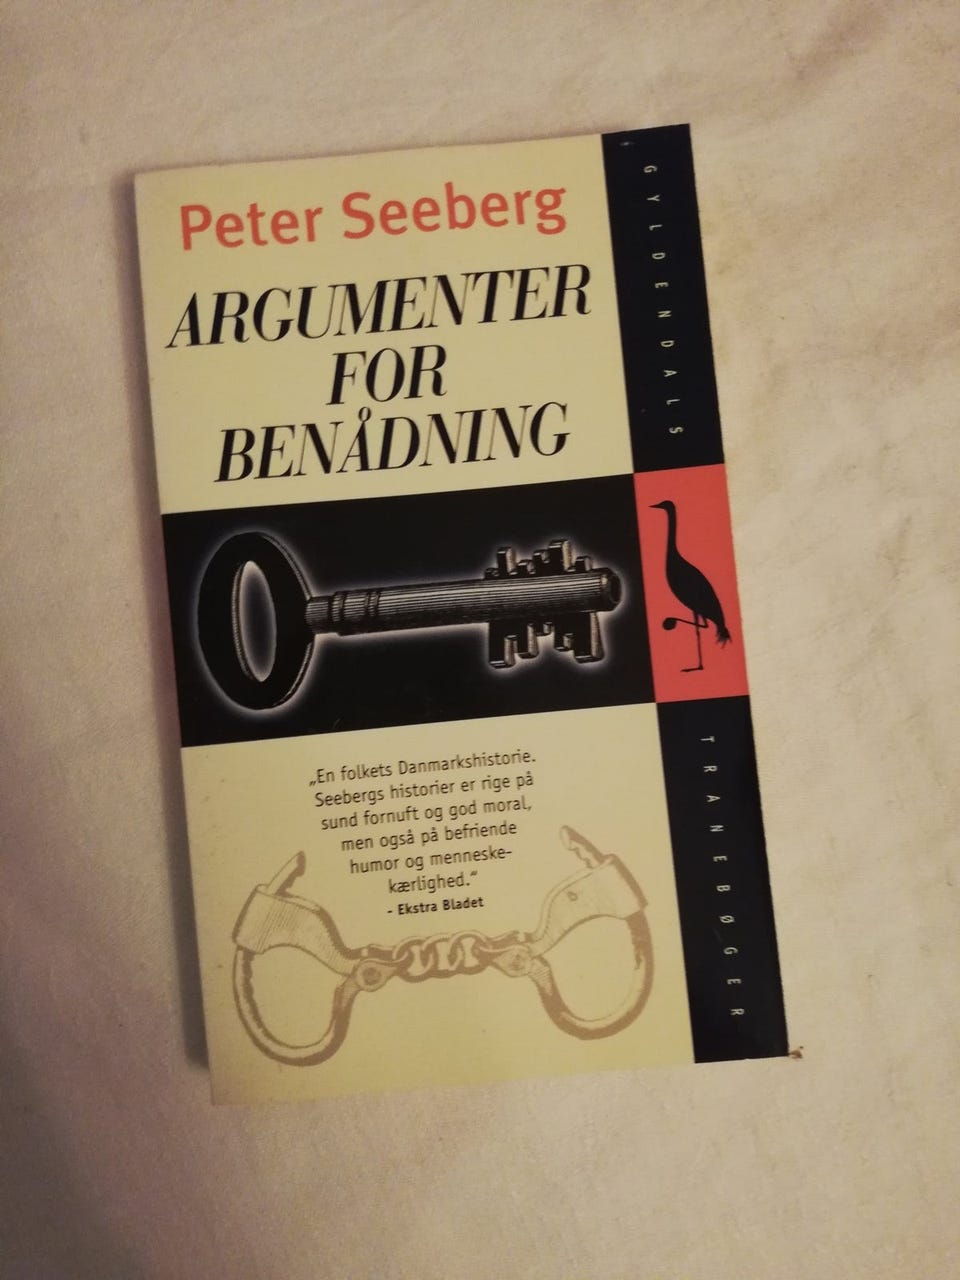 Peter Seeberg
ARGUMENTER
FOR
BENÅDNING
„En folkets Danmarkshistorie.
Seebergs historier er rige på
sund fornuft og god moral,
men også på befriende
humor og menneske-
kærlighed.“
- Ekstra Bladet
GYLDENDALS
TRANEBØGER